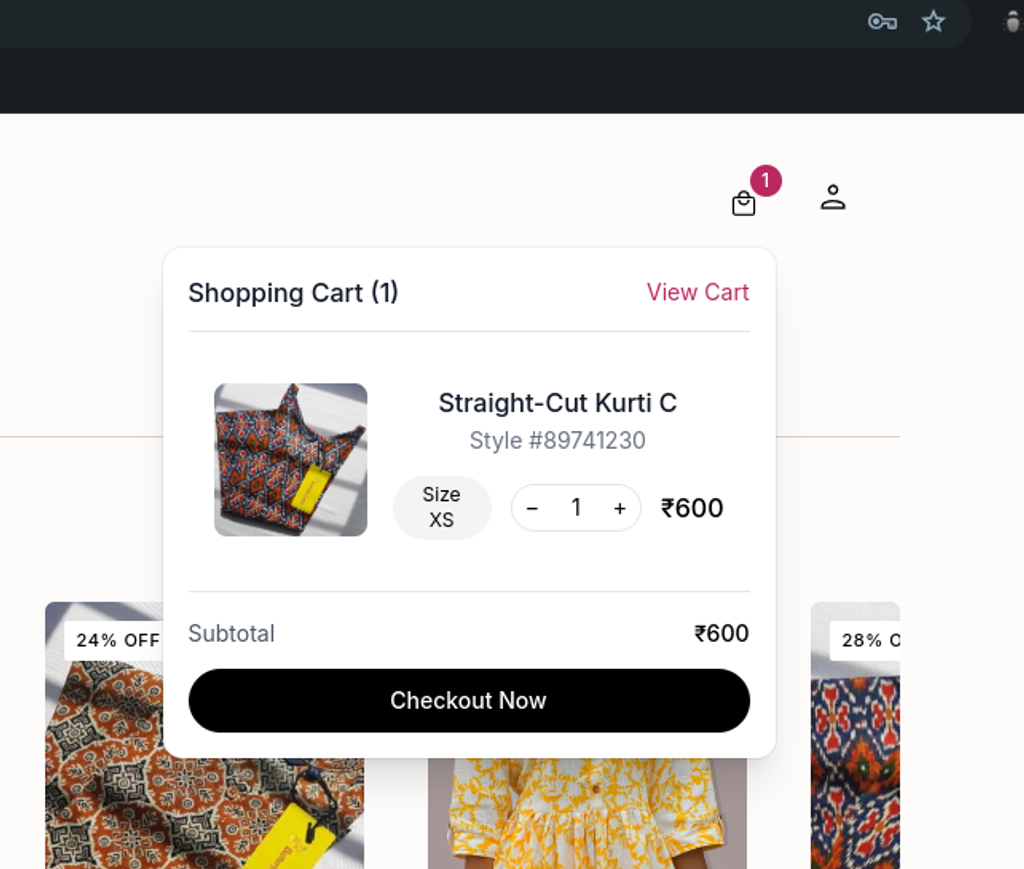 1
Shopping Cart (1)
View Cart
Straight-Cut Kurti C
Style #89741230
Size
XS
− 1 + ₹600
Subtotal
₹600
Checkout Now
24% OFF
28% O